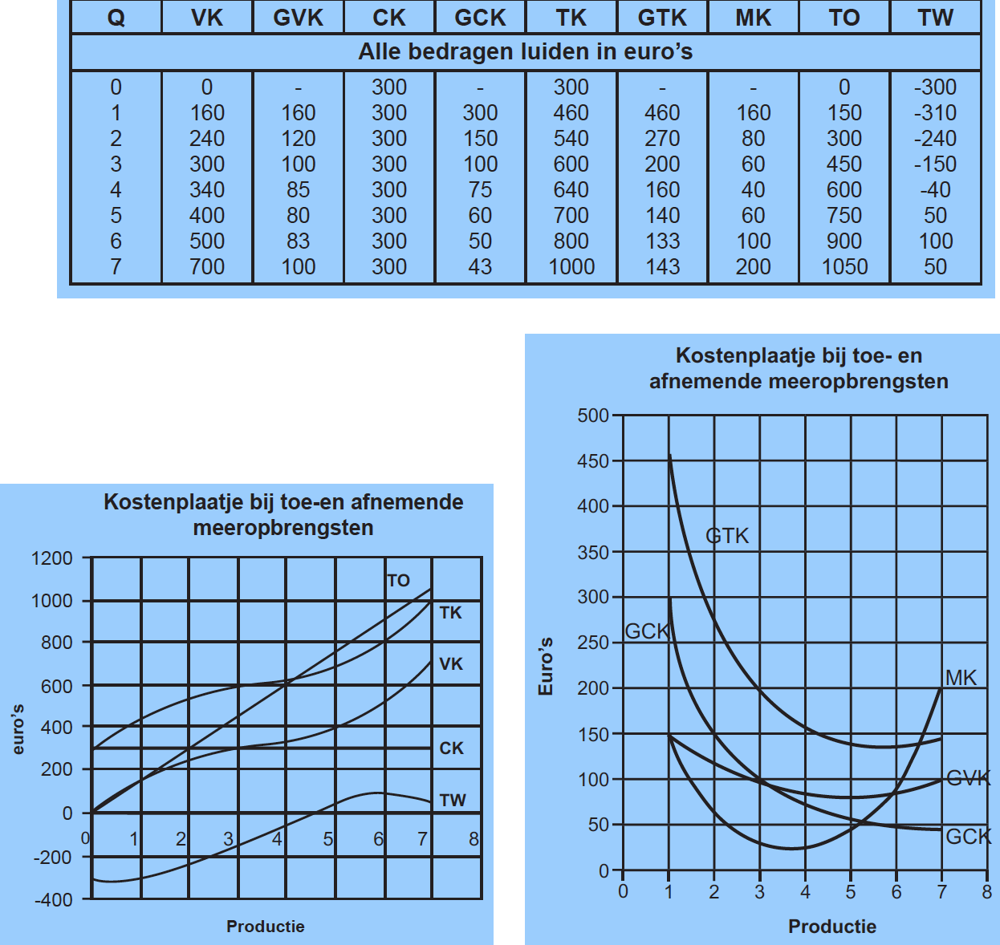 Q VK GVK CK GCK TK GTK MK TO TW
Alle bedragen luiden in euro’s
0 0 - 300 - 300 - - 0 -300
1 160 160 300 300 460 460 160 150 -310
2 240 120 300 150 540 270 80 300 -240
3 300 100 300 100 600 200 60 450 -150
4 340 85 300 75 640 160 40 600 -40
5 400 80 300 60 700 140 60 750 50
6 500 83 300 50 800 133 100 900 100
7 700 100 300 43 1000 143 200 1050 50
Kostenplaatje bij toe-en afnemende
meeropbrengsten
1200
1000
800
600
400
200
0
-200
-400
euro’s
TO
TK
VK
CK
TW
0 1 2 3 4 5 6 7 8
Productie
Kostenplaatje bij toe- en
afnemende meeropbrengsten
500
450
400
350
300
250
200
150
100
50
0
Euro’s
GTK
GCK
MK
GVK
GCK
0 1 2 3 4 5 6 7 8
Productie